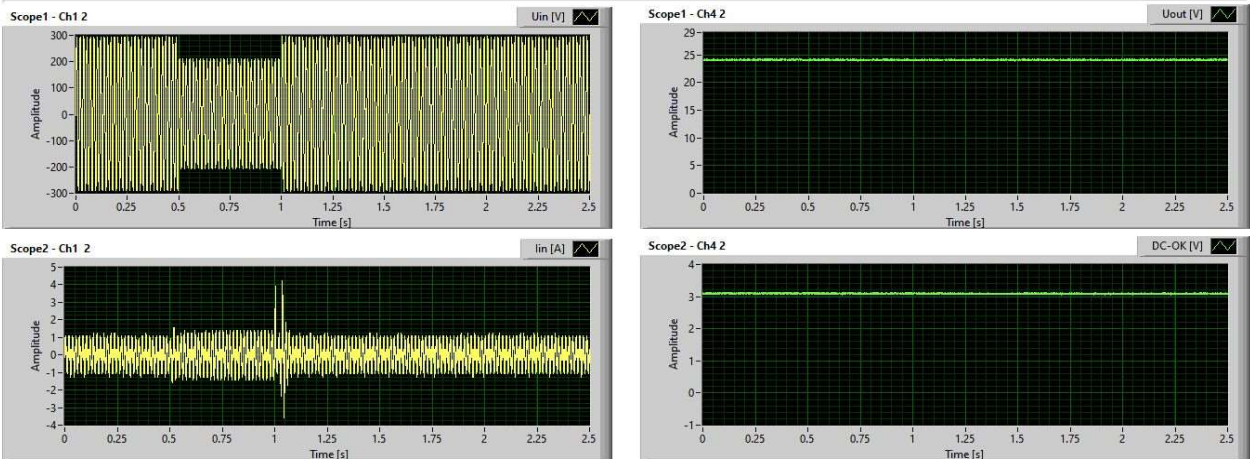 Scope1 - Ch1 2
Uin [V]
300
200
100
0
-100
-200
-300
Amplitude
0 0.25 0.5 0.75 1 1.25 1.5 1.75 2 2.25 2.5
Time [s]
Scope1 - Ch4 2
Uout [V]
29
25
20
15
10
5
0
Amplitude
0 0.25 0.5 0.75 1 1.25 1.5 1.75 2 2.25 2.5
Time [s]
Scope2 - Ch1 2
Iin [A]
5
4
3
2
1
0
-1
-2
-3
-4
Amplitude
0 0.25 0.5 0.75 1 1.25 1.5 1.75 2 2.25 2.5
Time [s]
Scope2 - Ch4 2
DC-OK [V]
4
3
2
1
0
-1
Amplitude
0 0.25 0.5 0.75 1 1.25 1.5 1.75 2 2.25 2.5
Time [s]